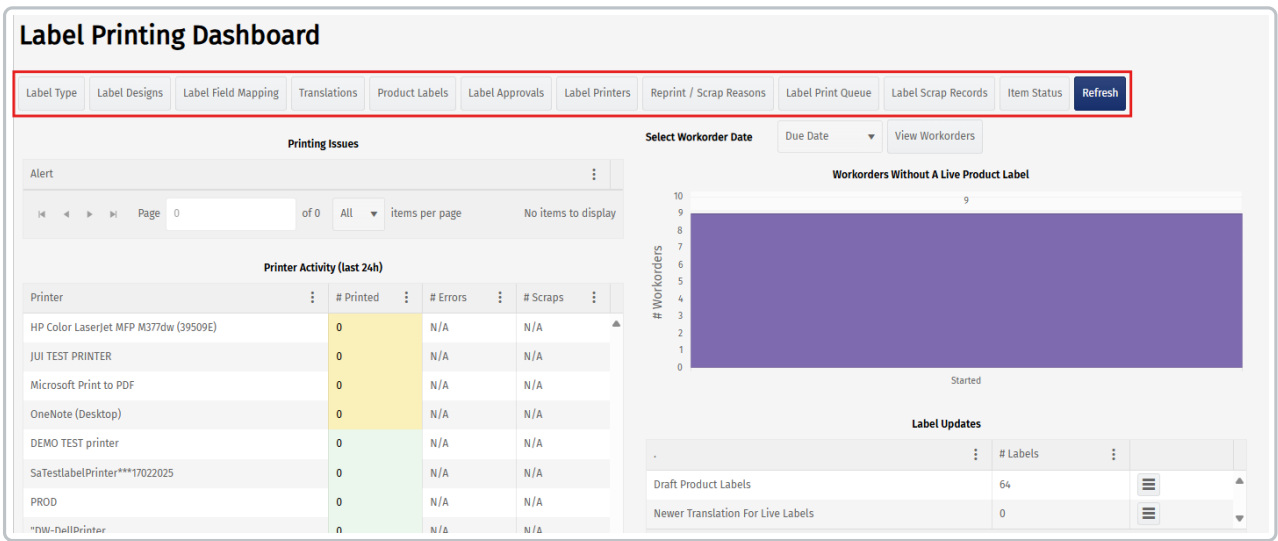 Label Printing Dashboard
Label Type Label Designs Label Field Mapping Translations Product Labels Label Approvals Label Printers Reprint / Scrap Reasons Label Print Queue Label Scrap Records Item Status Refresh
Printing Issues
Alert
Page 0 of 0 All items per page No items to display
Printer Activity (last 24h)
Printer # Printed # Errors # Scraps
HP Color LaserJet MFP M377dw (39509E) 0 N/A N/A
JUI TEST PRINTER 0 N/A N/A
Microsoft Print to PDF 0 N/A N/A
OneNote (Desktop) 0 N/A N/A
DEMO TEST printer 0 N/A N/A
SaTestlabelPrinter***17022025 0 N/A N/A
PROD 0 N/A N/A
"DW-DellPrinter 0 N/A N/A
Select Workorder Date Due Date View Workorders
Workorders Without A Live Product Label
# Workorders
10
9
8
7
6
5
4
3
2
1
0
9
Started
Label Updates
. # Labels
Draft Product Labels 64
Newer Translation For Live Labels 0